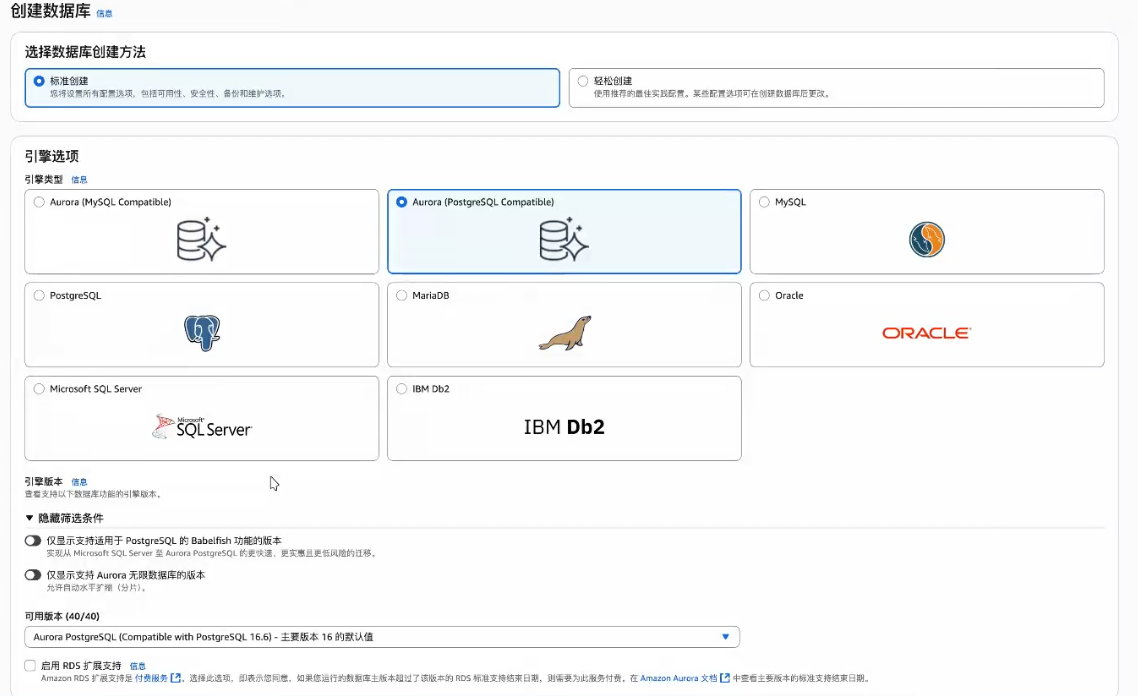 创建数据库 信息
选择数据库创建方法
标准创建
您将设置所有配置选项，包括可用性、安全性、备份和维护选项。
轻松创建
使用推荐的最佳实践配置。某些配置选项可在创建数据库后更改。
引擎选项
引擎类型 信息
Aurora (MySQL Compatible)
Aurora (PostgreSQL Compatible)
MySQL
PostgreSQL
MariaDB
Oracle
ORACLE
Microsoft SQL Server
Microsoft
SQL Server
IBM Db2
IBM Db2
引擎版本 信息
查看支持以下数据库功能的引擎版本。
隐藏筛选条件
仅显示支持适用于 PostgreSQL 的 Babelfish 功能的版本
实现从 Microsoft SQL Server 至 Aurora PostgreSQL 的更快速、更实惠且更低风险的迁移。
仅显示支持 Aurora 无限数据库的版本
允许自动水平扩缩（分片）。
可用版本 (40/40)
Aurora PostgreSQL (Compatible with PostgreSQL 16.6) - 主要版本 16 的默认值
启用 RDS 扩展支持 信息
Amazon RDS 扩展支持是 付费服务 。选择此选项，即表示您同意，如果您运行的数据库主版本超过了该版本的 RDS 标准支持结束日期，则需要为此服务付费。在 Amazon Aurora 文档 中查看主要版本的标准支持结束日期。